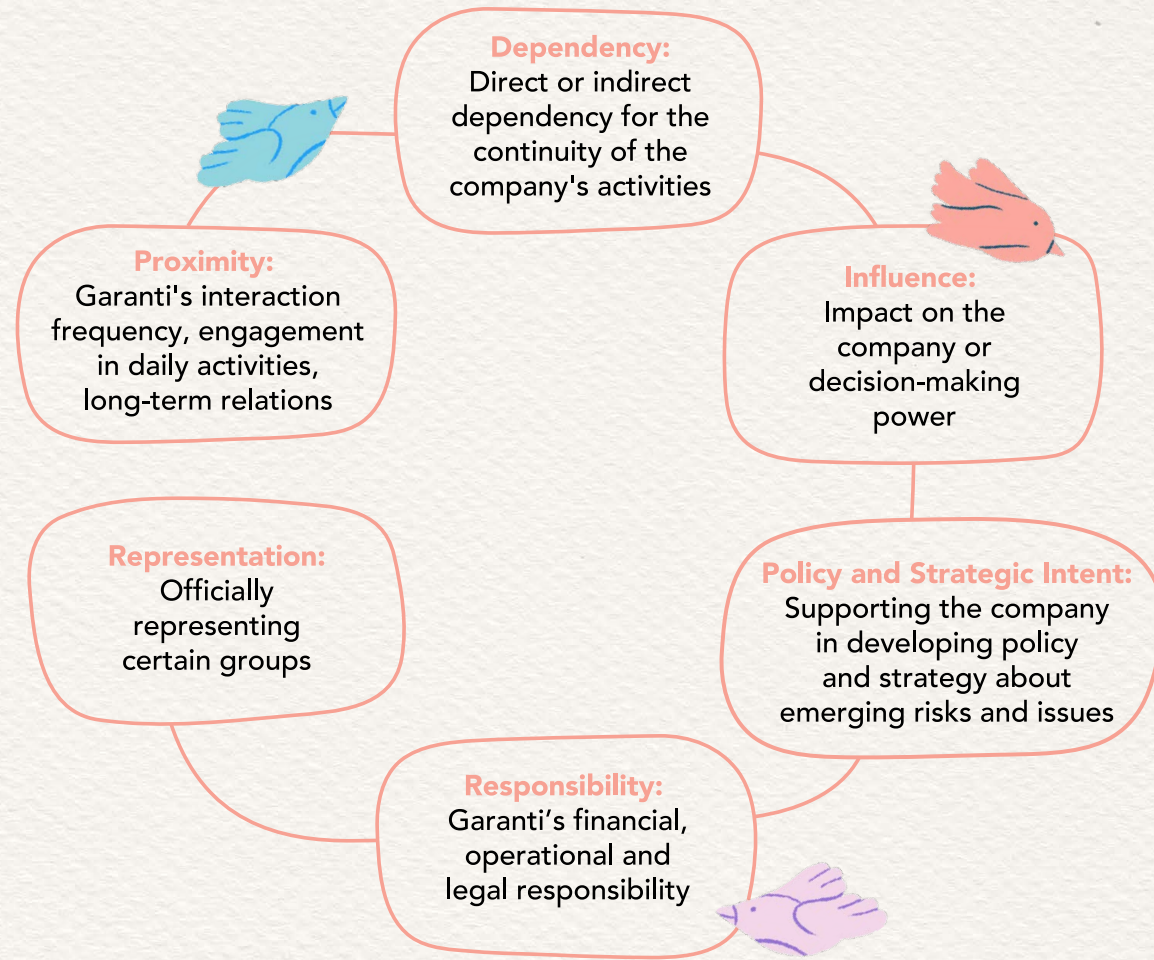 Dependency:
Direct or indirect
dependency for the
continuity of the
company's activities
Proximity:
Garanti's interaction
frequency, engagement
in daily activities,
long-term relations
Influence:
Impact on the
company or
decision-making
power
Representation:
Officially
representing
certain groups
Policy and Strategic Intent:
Supporting the company
in developing policy
and strategy about
emerging risks and issues
Responsibility:
Garanti’s financial,
operational and
legal responsibility